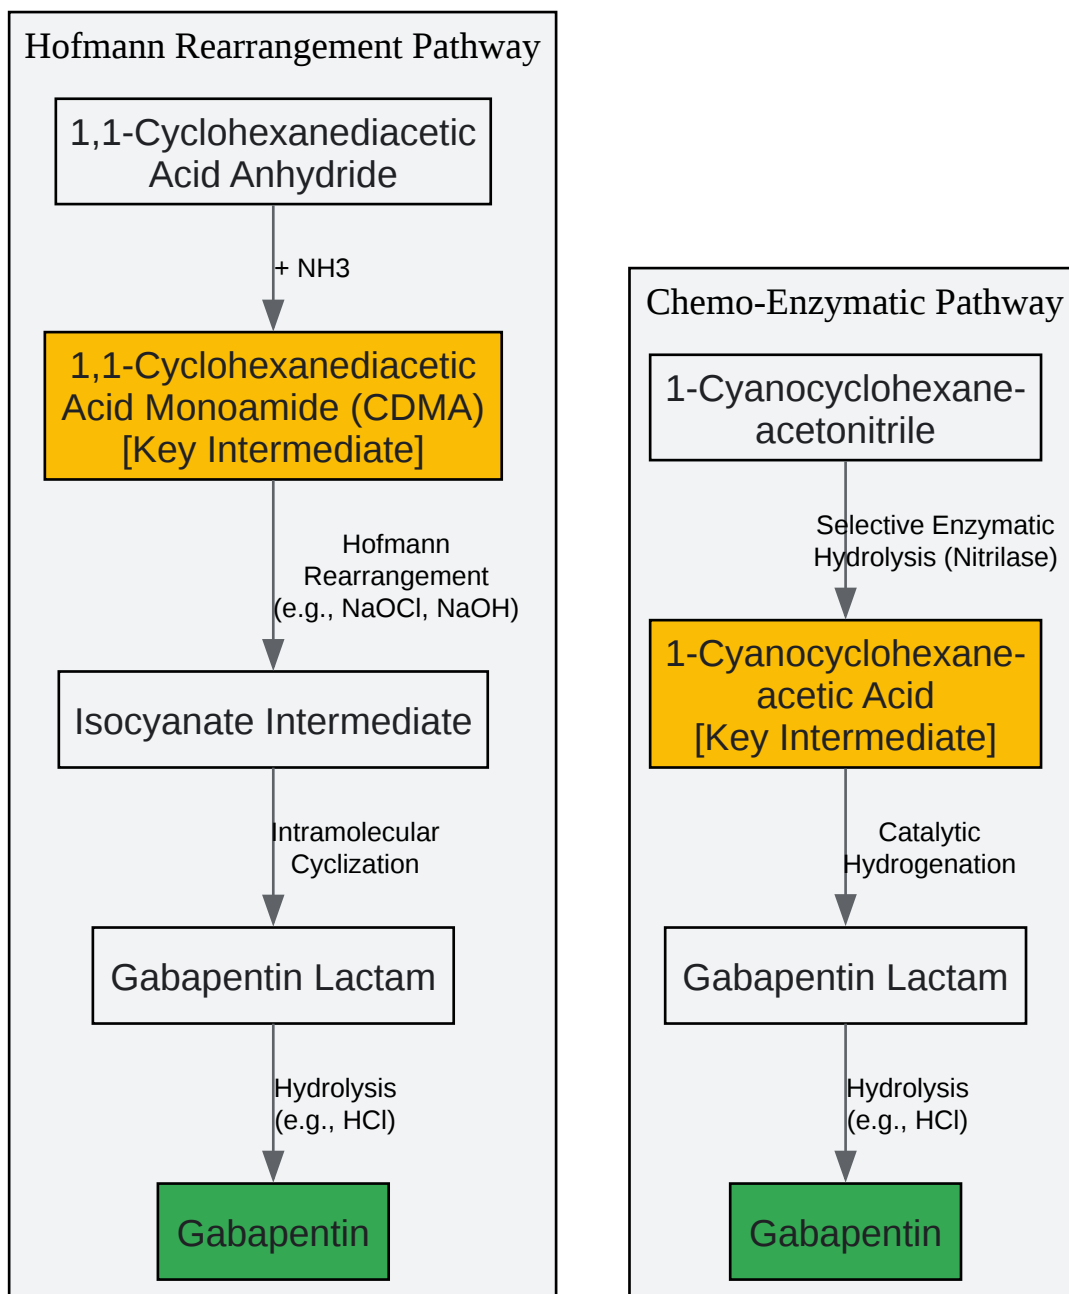 Hofmann Rearrangement Pathway
1,1-Cyclohexanediacetic
Acid Anhydride
+ NH3
1,1-Cyclohexanediacetic
Acid Monoamide (CDMA)
[Key Intermediate]
Hofmann
Rearrangement
(e.g., NaOCl, NaOH)
Isocyanate Intermediate
Intramolecular
Cyclization
Gabapentin Lactam
Hydrolysis
(e.g., HCl)
Gabapentin
Chemo-Enzymatic Pathway
1-Cyanocyclohexane-
acetonitrile
Selective Enzymatic
Hydrolysis (Nitrilase)
1-Cyanocyclohexane-
acetic Acid
[Key Intermediate]
Catalytic
Hydrogenation
Gabapentin Lactam
Hydrolysis
(e.g., HCl)
Gabapentin